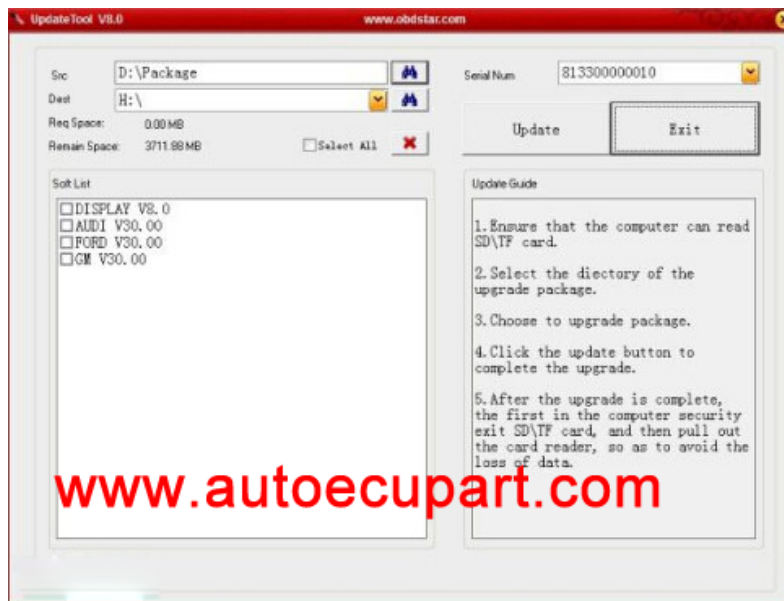 UpdateTool V8.0 www.obdstar.com
Src D:\Package
Dest H:\
Req Space: 0.00 MB
Remain Space: 3711.88 MB Select All
Serial Num 813300000010
Update Exit
Soft List
DISPLAY V8.0
AUDI V30.00
FORD V30.00
GM V30.00
Update Guide
1.Ensure that the computer can read
SD\TF card.
2.Select the diectory of the
upgrade package.
3.Choose to upgrade package.
4.Click the update button to
complete the upgrade.
5.After the upgrade is complete,
the first in the computer security
exit SD\TF card, and then pull out
the card reader, so as to avoid the
loss of data.
www.autoecupart.com